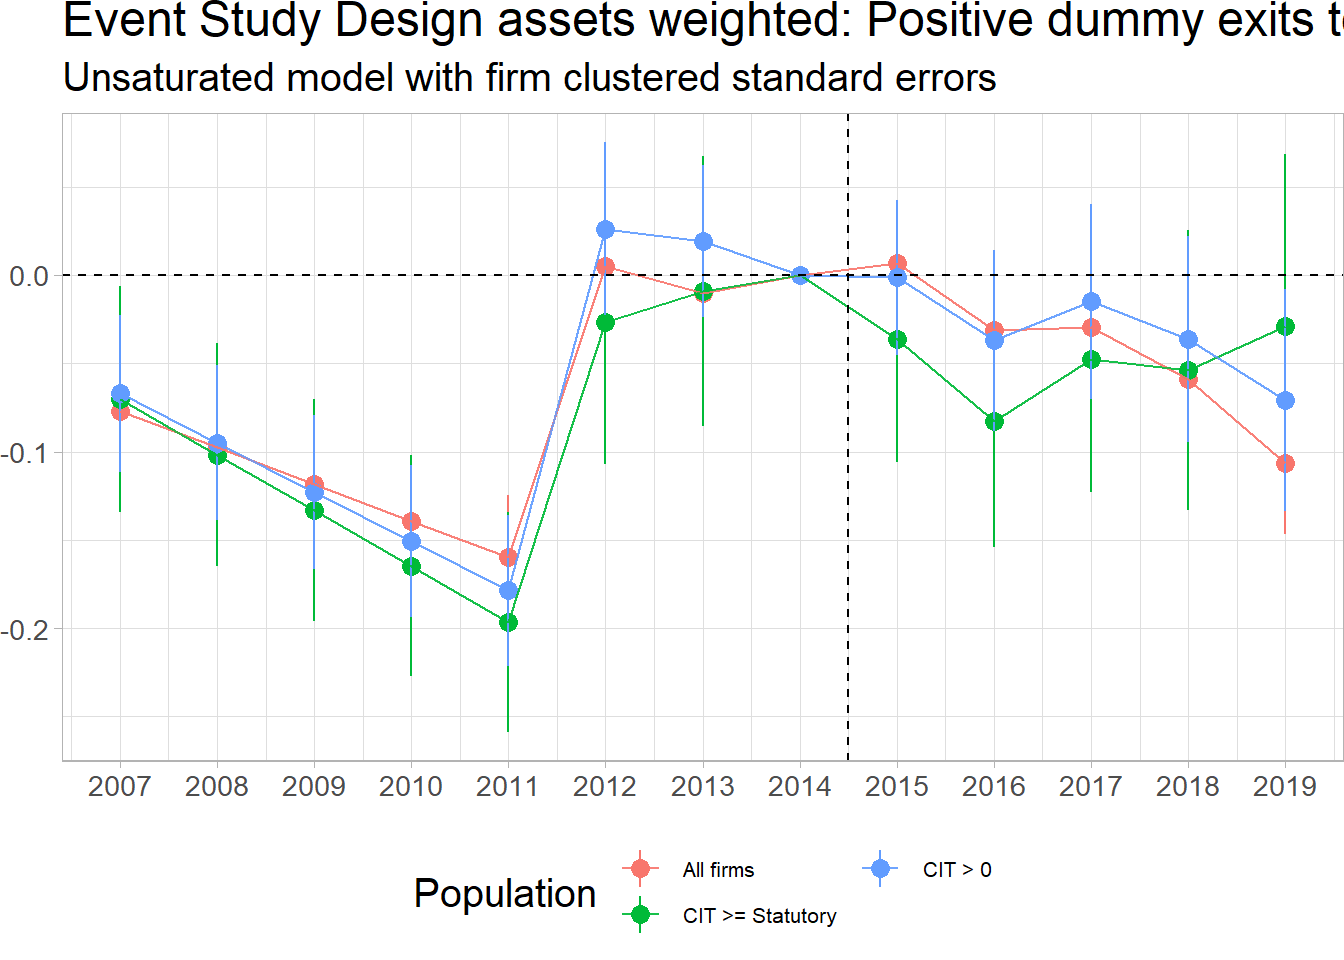 Event Study Design assets weighted: Positive dummy exits
Unsaturated model with firm clustered standard errors
0.0
-0.1
-0.2
2007 2008 2009 2010 2011 2012 2013 2014 2015 2016 2017 2018 2019
Population
All firms
CIT > 0
CIT >= Statutory